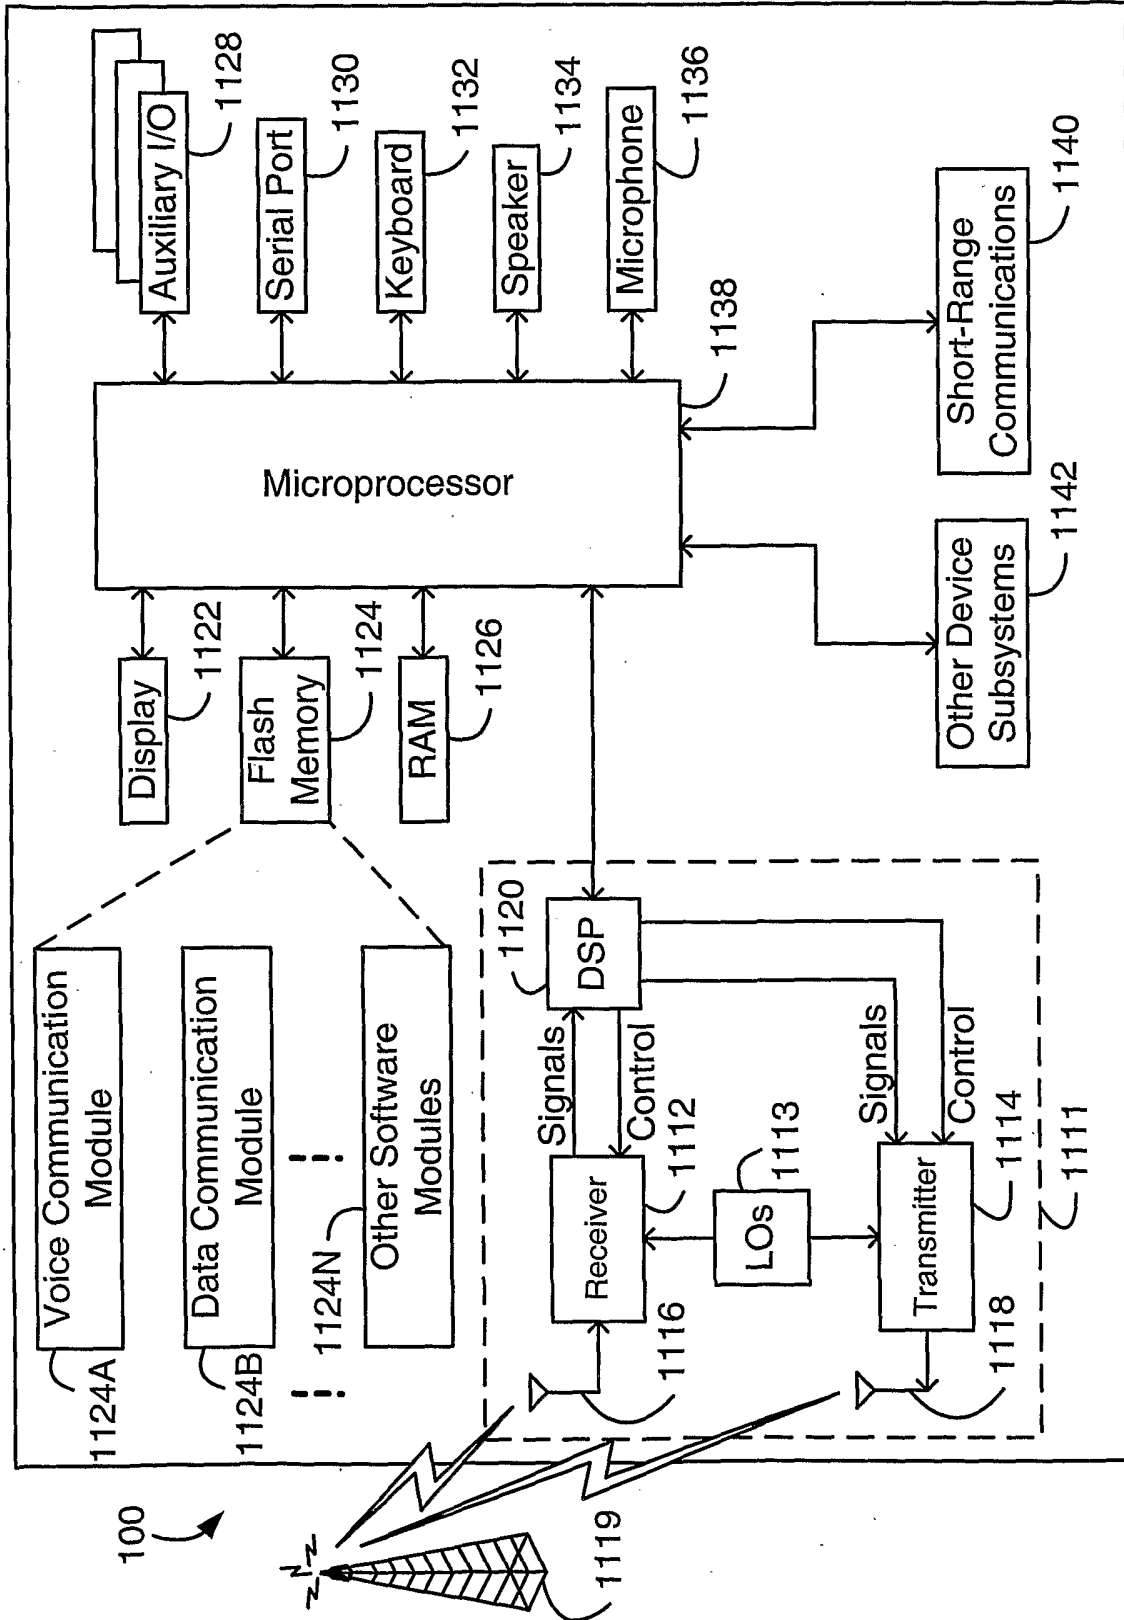 100
1119
1124A
Voice Communication
Module
1124B
Data Communication
Module
1124N
Other Software
Modules
Display
1122
Flash
Memory
1124
RAM
1126
Microprocessor
1138
Auxiliary I/O
1128
Serial Port
1130
Keyboard
1132
Speaker
1134
Microphone
1136
Short-Range
Communications
1140
Other Device
Subsystems
1142
1120
DSP
Signals
Control
Receiver
1112
1116
LOs
1113
Signals
Control
Transmitter
1114
1118
1111